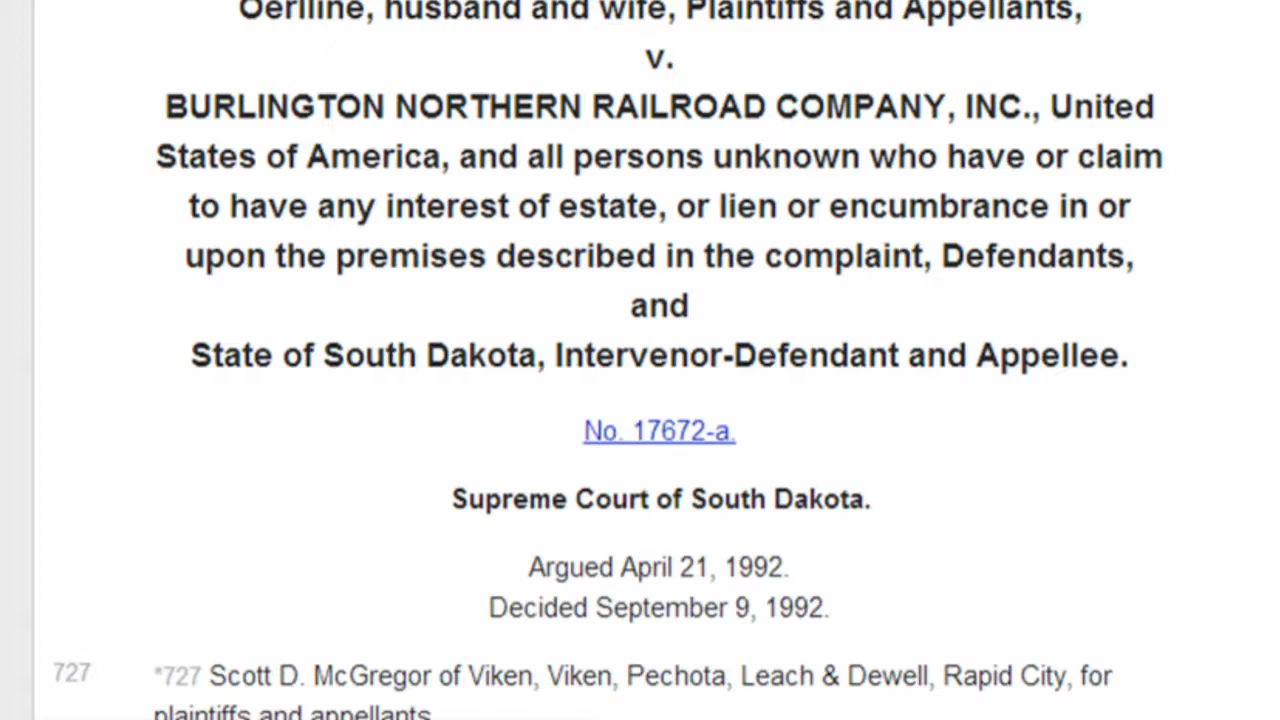 Oerlline, husband and wife, Plaintiffs and Appellants,
v.
BURLINGTON NORTHERN RAILROAD COMPANY, INC., United
States of America, and all persons unknown who have or claim
to have any interest of estate, or lien or encumbrance in or
upon the premises described in the complaint, Defendants,
and
State of South Dakota, Intervenor-Defendant and Appellee.
No. 17672-a.
Supreme Court of South Dakota.
Argued April 21, 1992.
Decided September 9, 1992.
727 *727 Scott D. McGregor of Viken, Viken, Pechota, Leach & Dewell, Rapid City, for
plaintiffs and appellants.